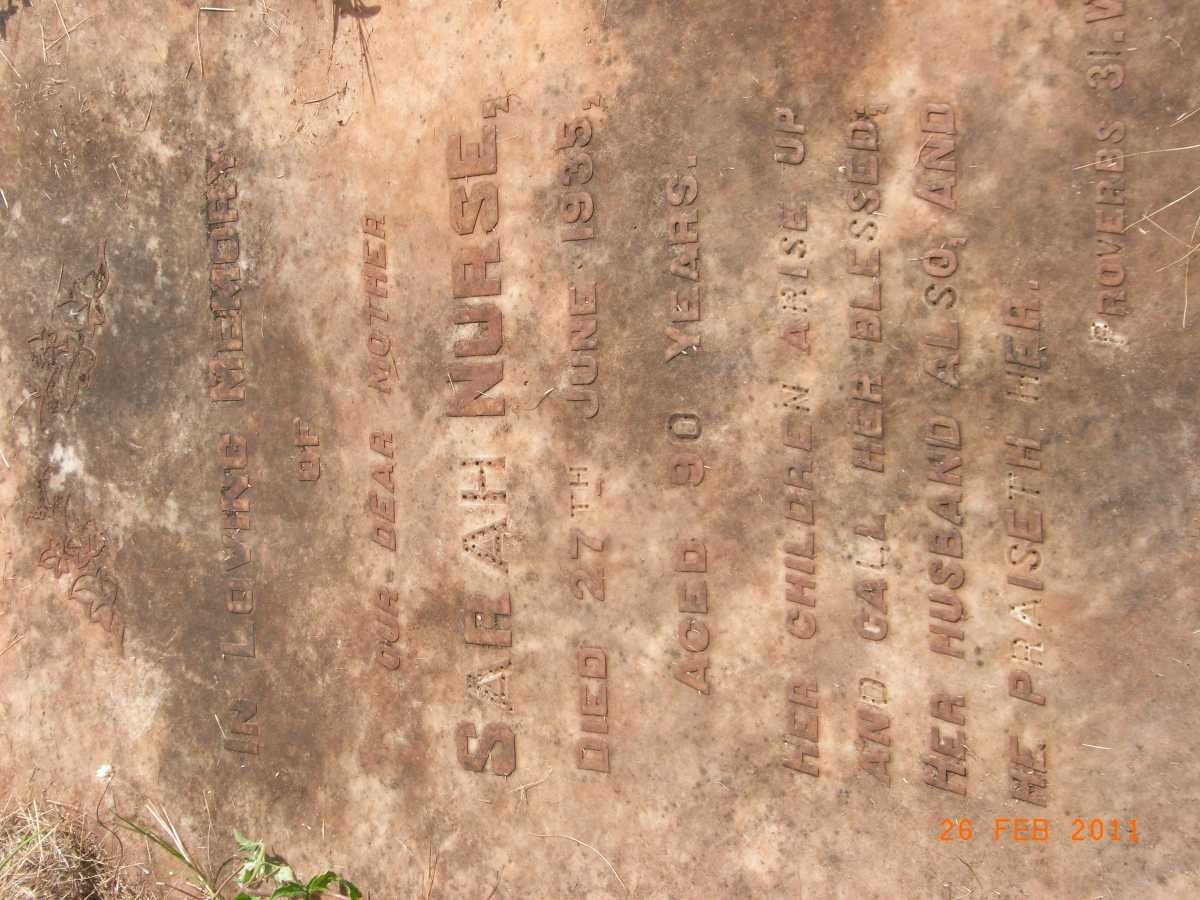 IN LOVING MEMORY
OF
OUR DEAR MOTHER
SARAH NURSE,
DIED 27TH JUNE 1935,
AGED 90 YEARS.
HER CHILDREN ARISE UP
AND CALL HER BLESSED;
HER HUSBAND ALSO, AND
HE PRAISETH HER.
PROVERBS 31. V
26 FEB 2011